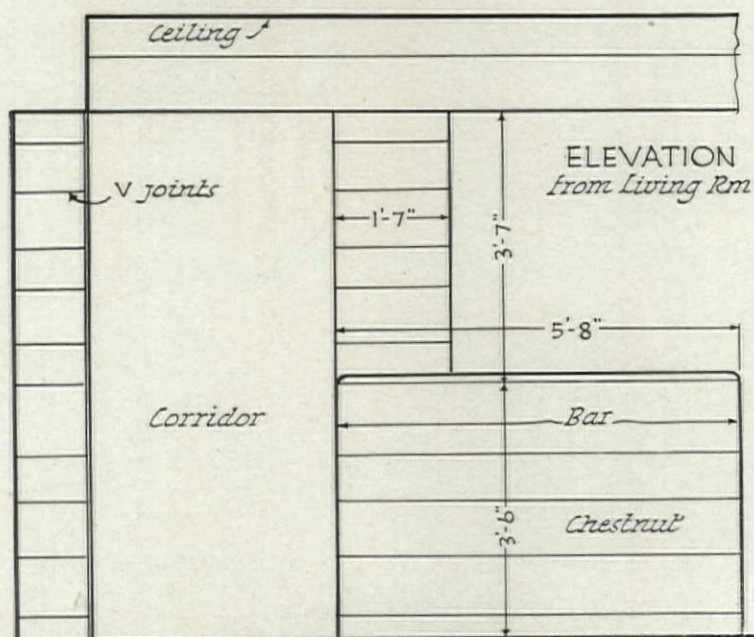 Ceiling
ELEVATION
from Living Rm
V joints
1'-7"
3'-7"
5'-8"
Corridor
Bar
Chestnut
3'-6"